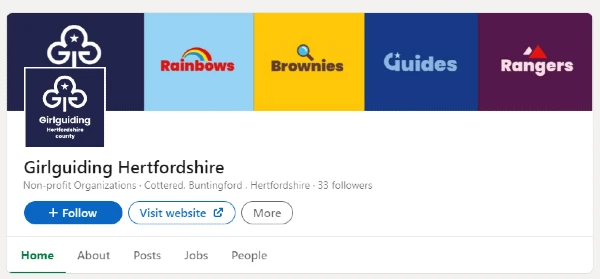 Rainbows
Brownies
Guides
Rangers
Girlguiding
Hertfordshire
county
Girlguiding Hertfordshire
Non-profit Organizations · Cottered, Buntingford , Hertfordshire · 33 followers
+ Follow
Visit website
More
Home
About
Posts
Jobs
People